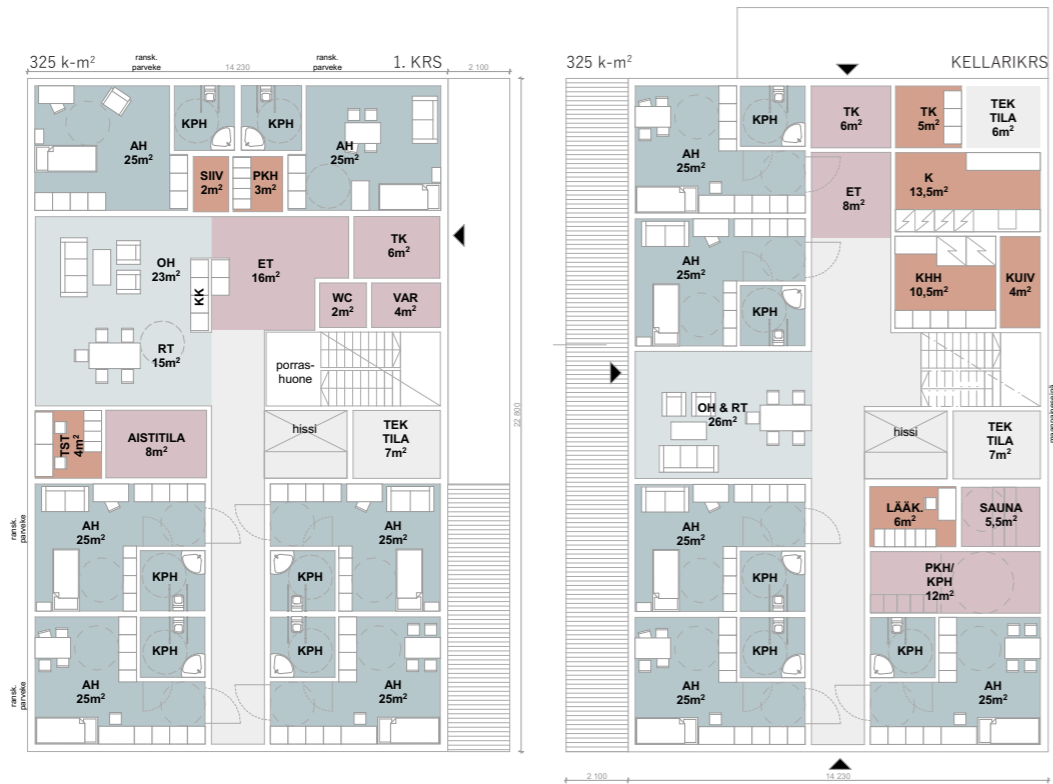 325 k-m²
ransk.
parveke
14 230
ransk.
parveke
1. KRS
2 100
KPH
KPH
AH
25m²
AH
25m²
SIIV
2m²
PKH
3m²
OH
23m²
KK
ET
16m²
TK
6m²
WC
2m²
VAR
4m²
RT
15m²
porras-
huone
22 800
TST
4m²
AISTITILA
8m²
hissi
TEK
TILA
7m²
ransk.
parveke
AH
25m²
AH
25m²
KPH
KPH
ransk.
parveke
AH
25m²
KPH
KPH
AH
25m²
325 k-m²
KELLARIKRS
KPH
TK
6m²
TK
5m²
TEK
TILA
6m²
AH
25m²
ET
8m²
K
13,5m²
AH
25m²
KHH
10,5m²
KUIV
4m²
KPH
OH & RT
26m²
hissi
TEK
TILA
7m²
AH
25m²
KPH
LÄÄK.
6m²
SAUNA
5,5m²
PKH/
KPH
12m²
KPH
KPH
AH
25m²
AH
25m²
2 100
14 230